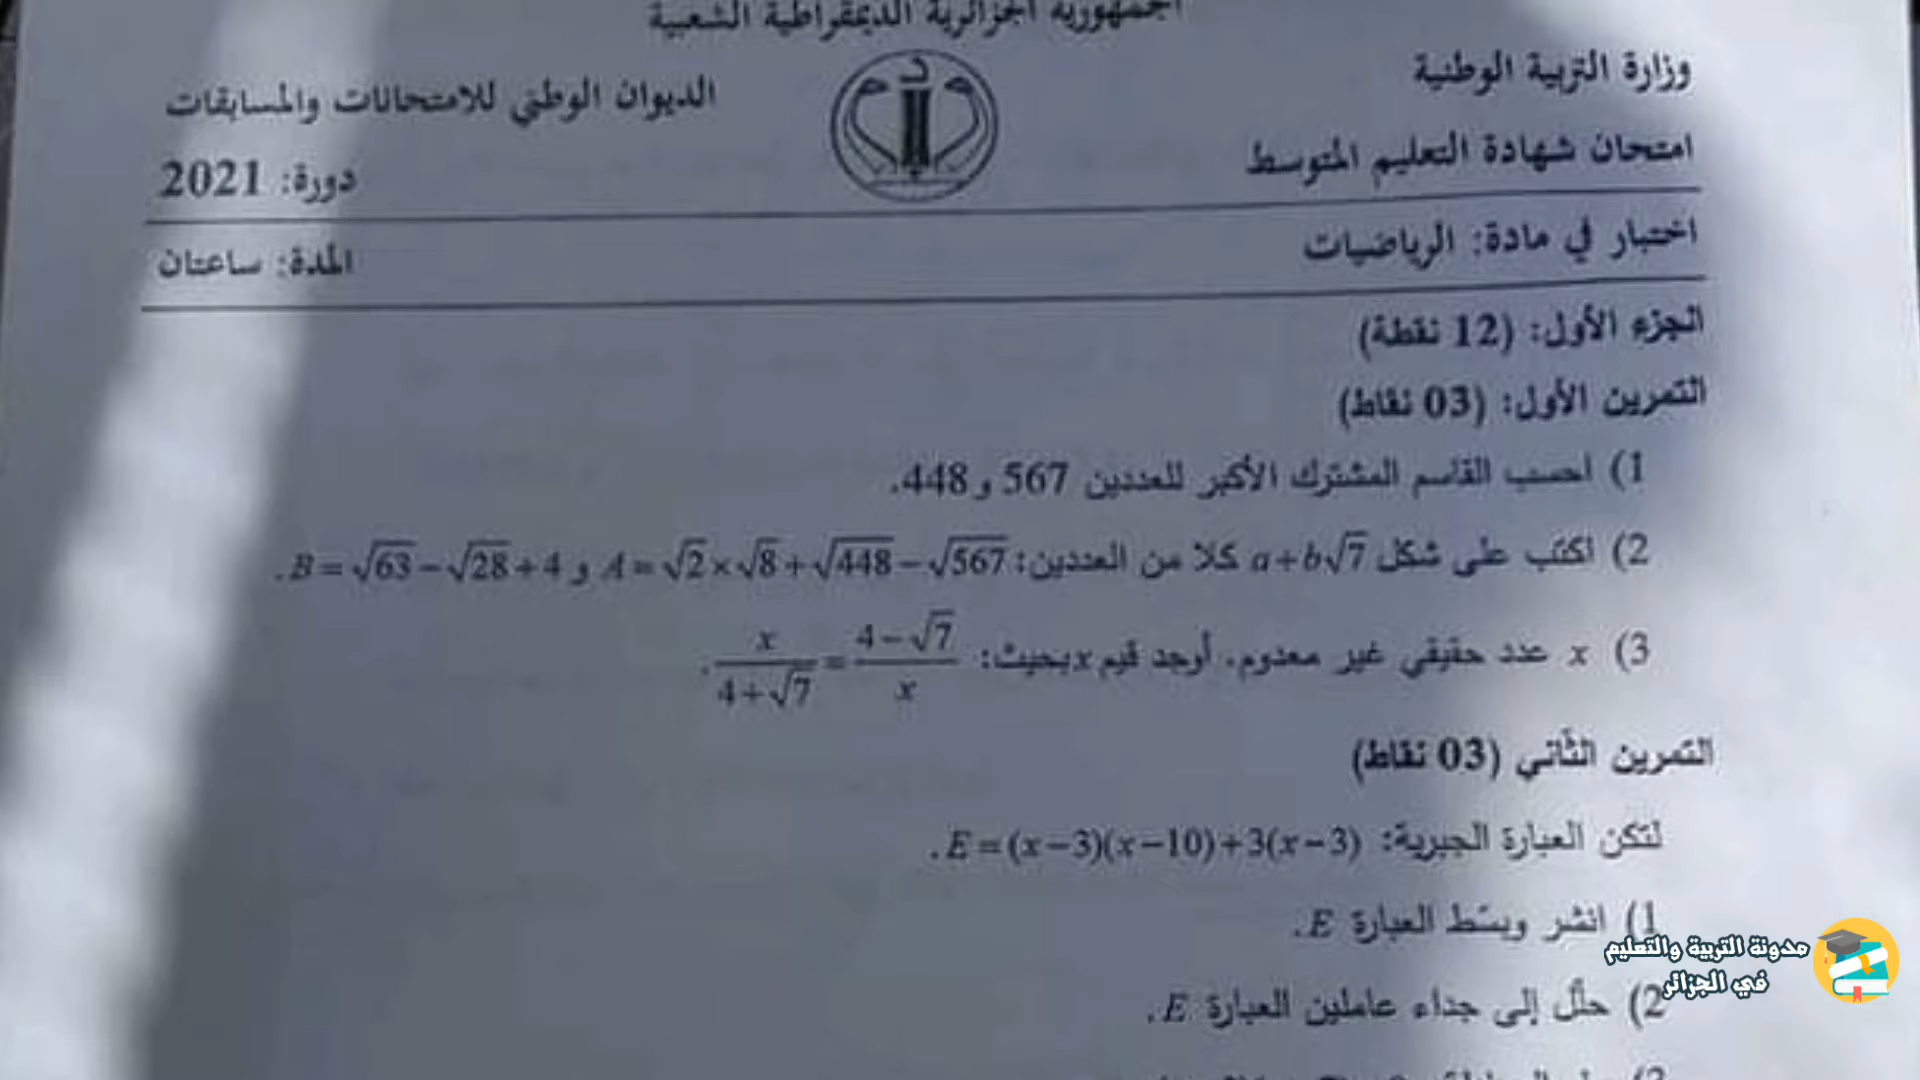 الجمهورية الجزائرية الديمقراطية الشعبية
وزارة التربية الوطنية
الديوان الوطني للامتحانات والمسابقات
امتحان شهادة التعليم المتوسط
دورة: 2021
اختبار في مادة: الرياضيات
المدة: ساعتان
الجزء الأول: (12 نقطة)
التمرين الأول: (03 نقاط)
1) احسب القاسم المشترك الأكبر للعددين 567 و 448.
2) اكتب على شكل a+b√7 كلا من العددين: A=√2×√8+√448−√567 و B=√63−√28+4.
3) x عدد حقيقي غير معدوم. أوجد قيم x بحيث: x/(4+√7) = (4−√7)/x.
التمرين الثّاني (03 نقاط)
لتكن العبارة الجبرية: E=(x−3)(x−10)+3(x−3).
1) انشر وبسّط العبارة E.
2) حلّل إلى جداء عاملين العبارة E.
مدونة التربية والتعليم
في الجزائر